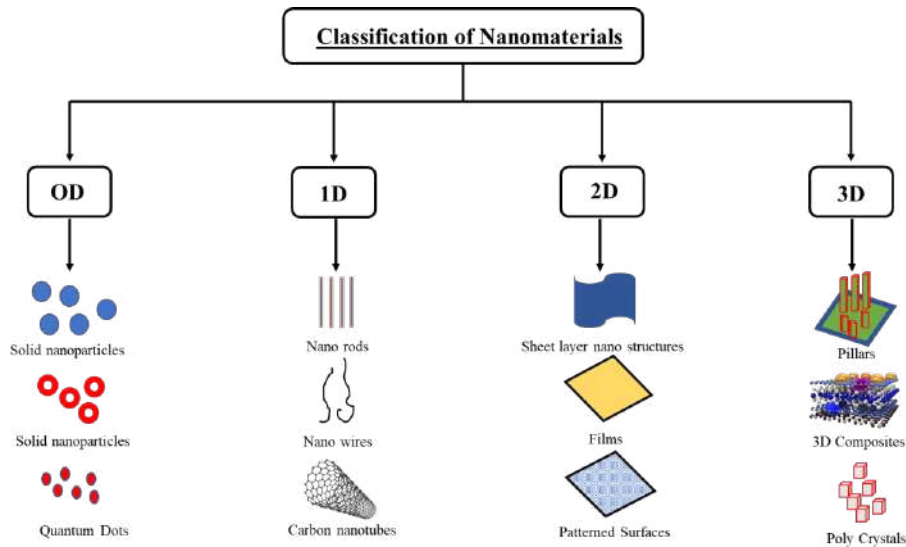 Classification of Nanomaterials
OD
1D
2D
3D
Solid nanoparticles
Nano rods
Sheet layer nano structures
Pillars
Solid nanoparticles
Nano wires
Films
3D Composites
Quantum Dots
Carbon nanotubes
Patterned Surfaces
Poly Crystals